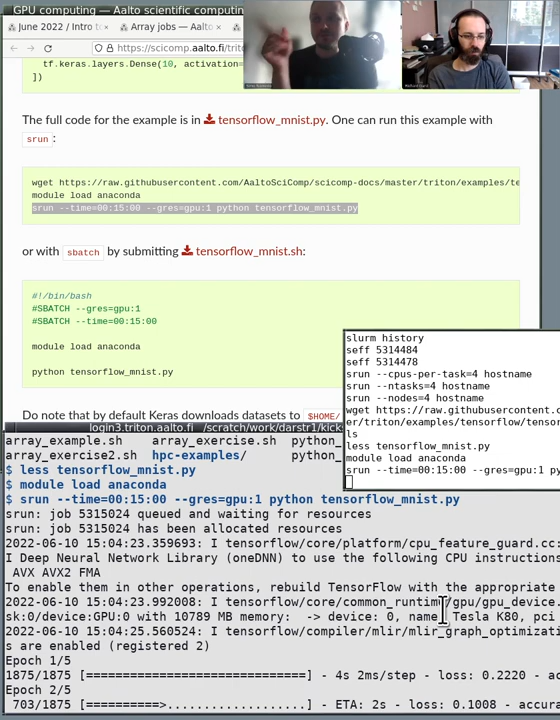 GPU computing — Aalto scientific computing
June 2022 / Intro t
Array jobs — Aalto
https://scicomp.aalto.fi/trit
tf.keras.layers.Dense(10, activation=
])
The full code for the example is in tensorflow_mnist.py. One can run this example with
srun :
wget https://raw.githubusercontent.com/AaltoSciComp/scicomp-docs/master/triton/examples/te
module load anaconda
srun --time=00:15:00 --gres=gpu:1 python tensorflow_mnist.py
or with sbatch by submitting tensorflow_mnist.sh:
#!/bin/bash
#SBATCH --gres=gpu:1
#SBATCH --time=00:15:00
module load anaconda
python tensorflow_mnist.py
Do note that by default Keras downloads datasets to $HOME/
slurm history
seff 5314484
seff 5314478
srun --cpus-per-task=4 hostname
srun --ntasks=4 hostname
srun --nodes=4 hostname
wget https://raw.githubusercontent.c
er/triton/examples/tensorflow/tensor
ls
less tensorflow_mnist.py
module load anaconda
srun --time=00:15:00 --gres=gpu:1 py
login3.triton.aalto.fi /scratch/work/darstr1/kick
array_example.sh array_exercise.sh python_
array_exercise2.sh hpc-examples/ python_
$ less tensorflow_mnist.py
$ module load anaconda
$ srun --time=00:15:00 --gres=gpu:1 python tensorflow_mnist.py
srun: job 5315024 queued and waiting for resources
srun: job 5315024 has been allocated resources
2022-06-10 15:04:23.359693: I tensorflow/core/platform/cpu_feature_guard.cc:
I Deep Neural Network Library (oneDNN) to use the following CPU instructions
AVX AVX2 FMA
To enable them in other operations, rebuild TensorFlow with the appropriate
2022-06-10 15:04:23.992008: I tensorflow/core/common_runtime/gpu/gpu_device.
sk:0/device:GPU:0 with 10789 MB memory: -> device: 0, name: Tesla K80, pci
2022-06-10 15:04:25.560524: I tensorflow/compiler/mlir/mlir_graph_optimizati
s are enabled (registered 2)
Epoch 1/5
1875/1875 [==============================] - 4s 2ms/step - loss: 0.2220 - ac
Epoch 2/5
703/1875 [==========>...................] - ETA: 2s - loss: 0.1008 - accura